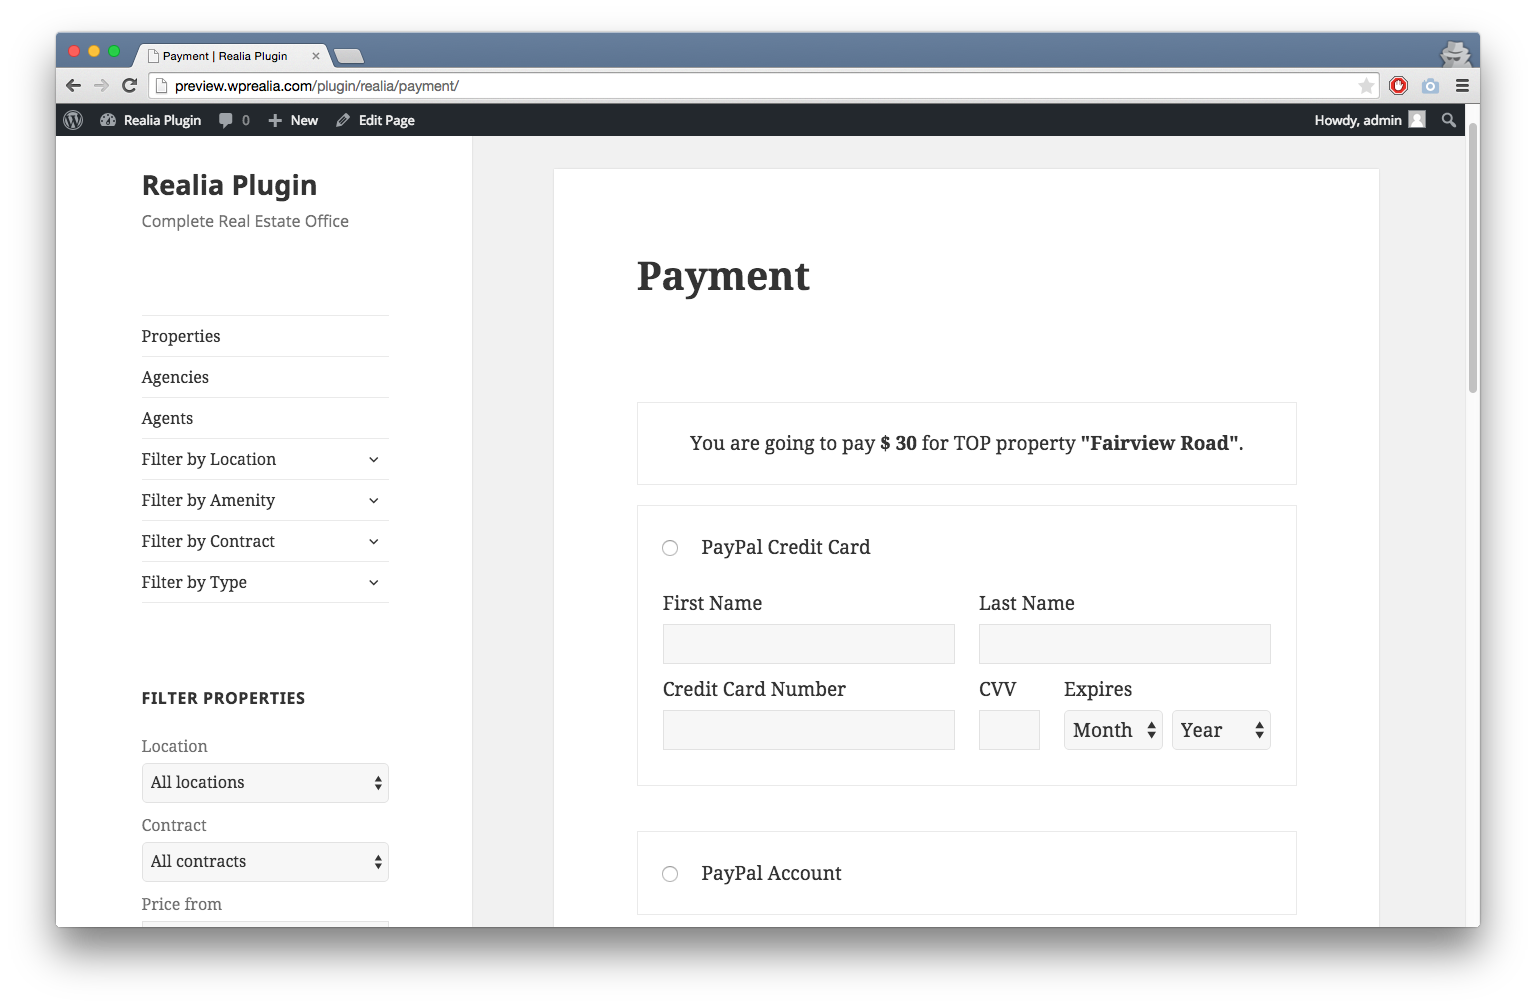 Payment | Realia Plugin
preview.wprealia.com/plugin/realia/payment/
Realia Plugin 0 New Edit Page Howdy, admin
Realia Plugin
Complete Real Estate Office
Properties
Agencies
Agents
Filter by Location
Filter by Amenity
Filter by Contract
Filter by Type
FILTER PROPERTIES
Location
All locations
Contract
All contracts
Price from
Payment
You are going to pay $ 30 for TOP property "Fairview Road".
PayPal Credit Card
First Name Last Name
Credit Card Number CVV Expires
Month Year
PayPal Account